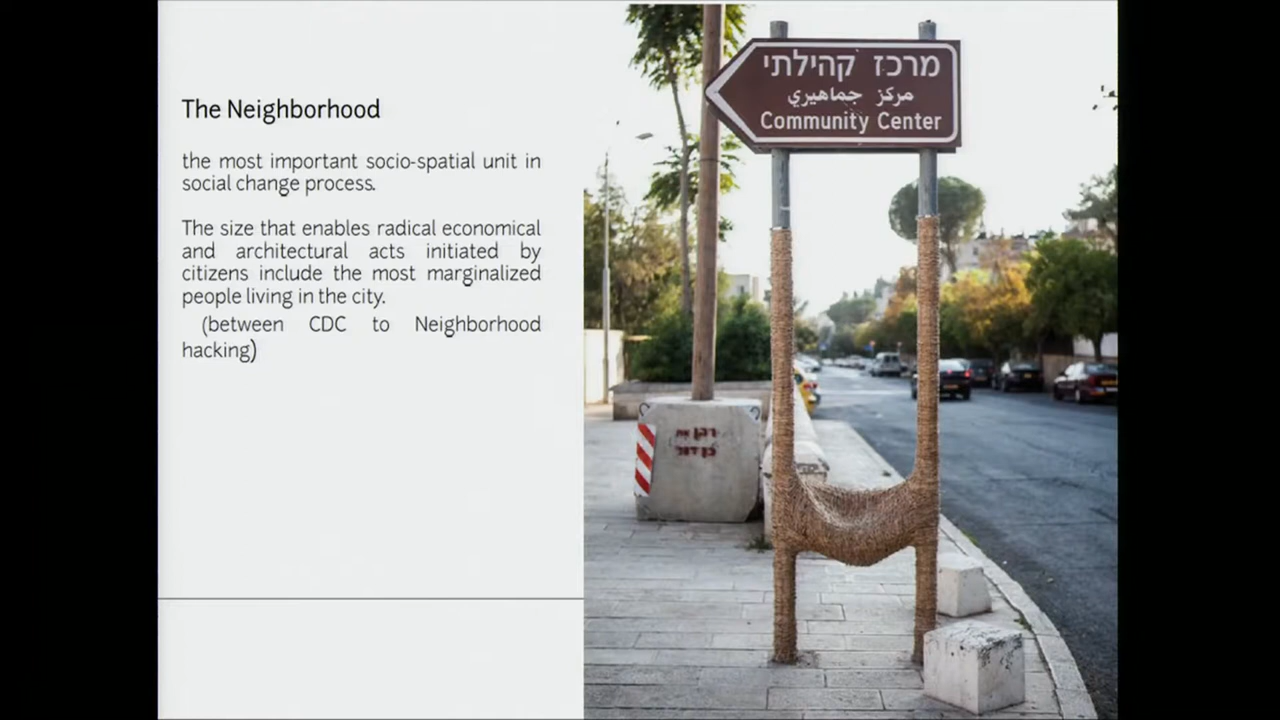 The Neighborhood
the most important socio-spatial unit in
social change process.
The size that enables radical economical
and architectural acts initiated by
citizens include the most marginalized
people living in the city.
(between CDC to Neighborhood
hacking)
מרכז קהילתי
مركز جماهيري
Community Center